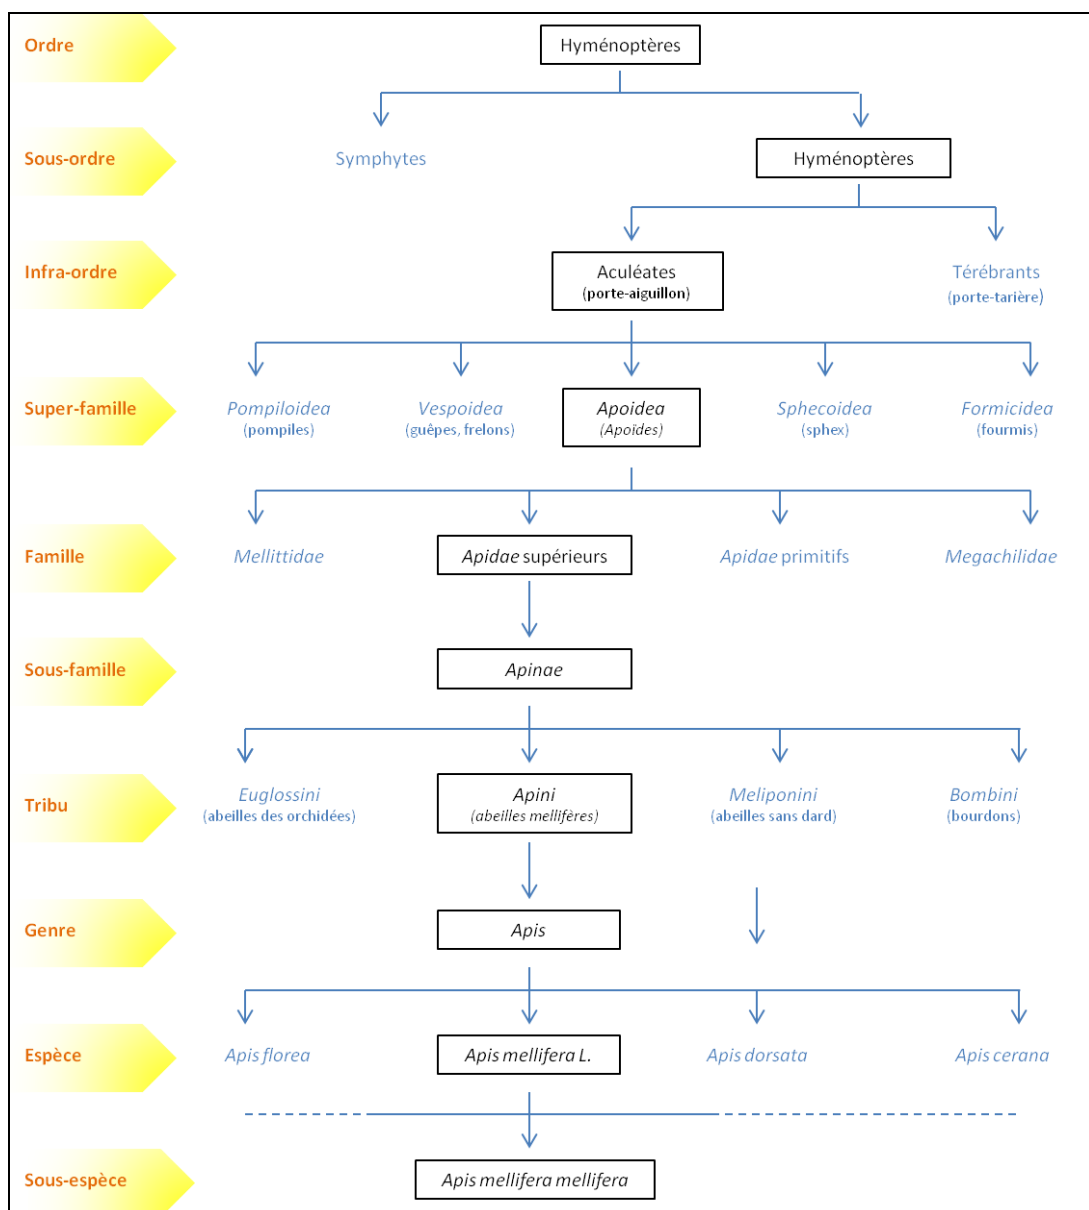 Ordre
Hyménoptères
Sous-ordre
Symphytes
Hyménoptères
Infra-ordre
Aculéates
(porte-aiguillon)
Térébrants
(porte-tarière)
Super-famille
Pompiloidea
(pompiles)
Vespoidea
(guêpes, frelons)
Apoidea
(Apoïdes)
Sphecoidea
(sphex)
Formicidea
(fourmis)
Famille
Mellittidae
Apidae supérieurs
Apidae primitifs
Megachilidae
Sous-famille
Apinae
Tribu
Euglossini
(abeilles des orchidées)
Apini
(abeilles mellifères)
Meliponini
(abeilles sans dard)
Bombini
(bourdons)
Genre
Apis
Espèce
Apis florea
Apis mellifera L.
Apis dorsata
Apis cerana
Sous-espèce
Apis mellifera mellifera